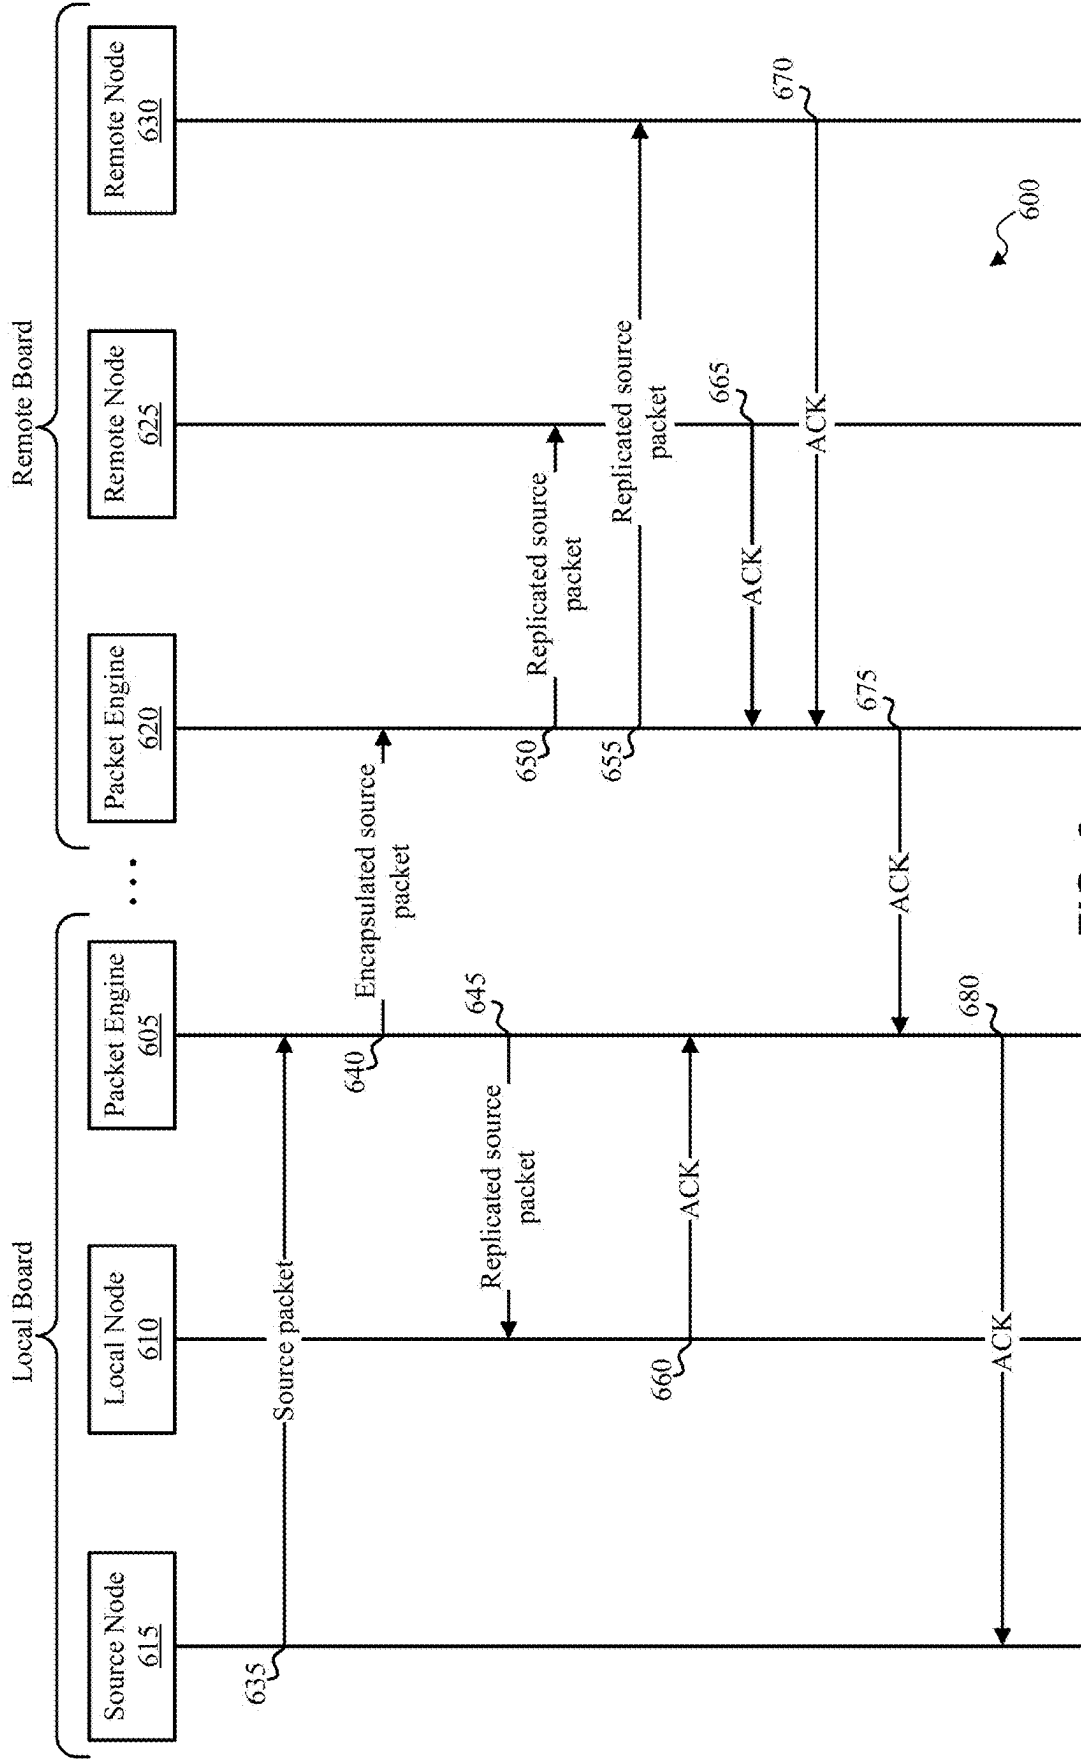 Local Board
Remote Board
Source Node
615
Local Node
610
Packet Engine
605
...
Packet Engine
620
Remote Node
625
Remote Node
630
635
Source packet
640
Encapsulated source
packet
645
Replicated source
packet
650
Replicated source
packet
655
Replicated source
packet
660
ACK
665
ACK
670
ACK
675
ACK
680
ACK
600